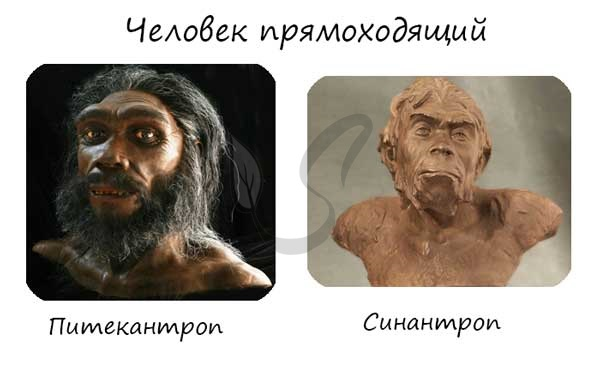 Человек прямоходящий
Питекантроп
Синантроп